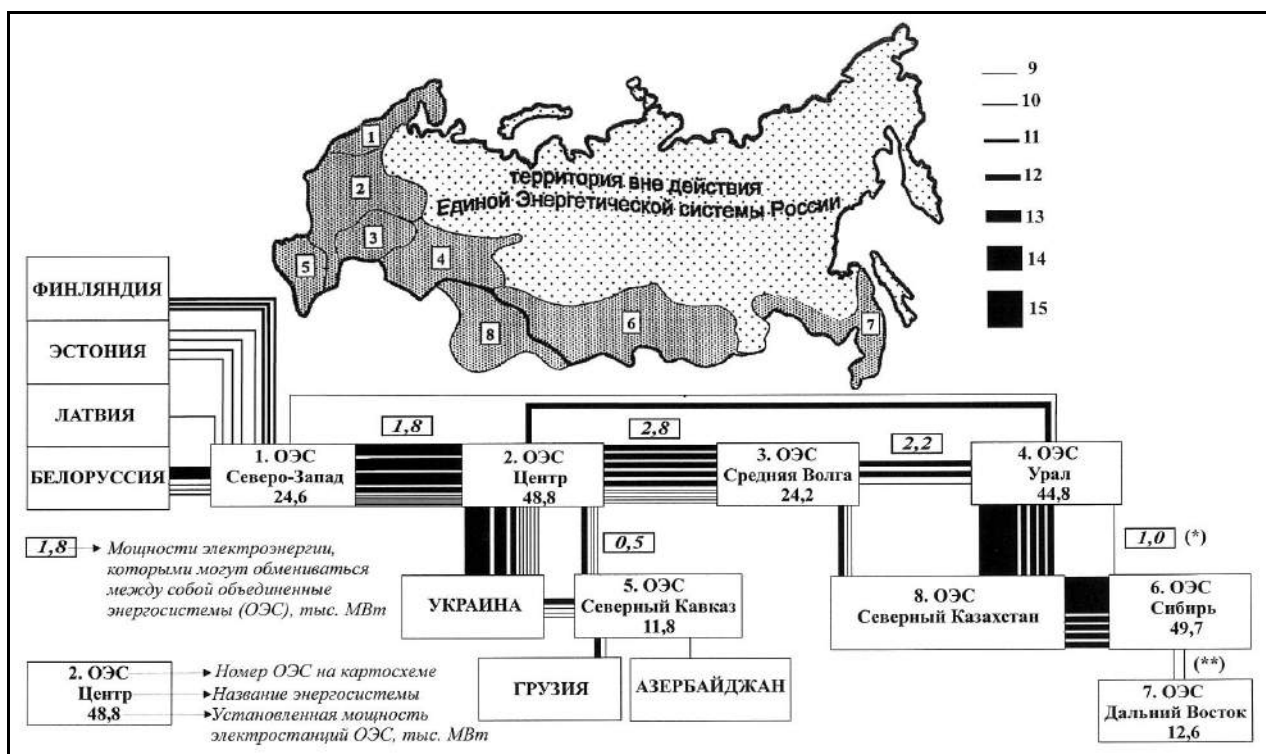 9
10
11
12
13
14
15
1
2
3
4
5
6
7
8
территория вне действия
Единой Энергетической системы России
ФИНЛЯНДИЯ
ЭСТОНИЯ
ЛАТВИЯ
БЕЛОРУССИЯ
1,8
2,8
2,2
1. ОЭС
Северо-Запад
24,6
2. ОЭС
Центр
48,8
3. ОЭС
Средняя Волга
24,2
4. ОЭС
Урал
44,8
0,5
1,0 (*)
1,8
Мощности электроэнергии,
которыми могут обмениваться
между собой объединенные
энергосистемы (ОЭС), тыс. МВт
УКРАИНА
5. ОЭС
Северный Кавказ
11,8
8. ОЭС
Северный Казахстан
6. ОЭС
Сибирь
49,7
(**)
ГРУЗИЯ
АЗЕРБАЙДЖАН
7. ОЭС
Дальний Восток
12,6
2. ОЭС
Центр
48,8
Номер ОЭС на картосхеме
Название энергосистемы
Установленная мощность
электростанций ОЭС, тыс. МВт